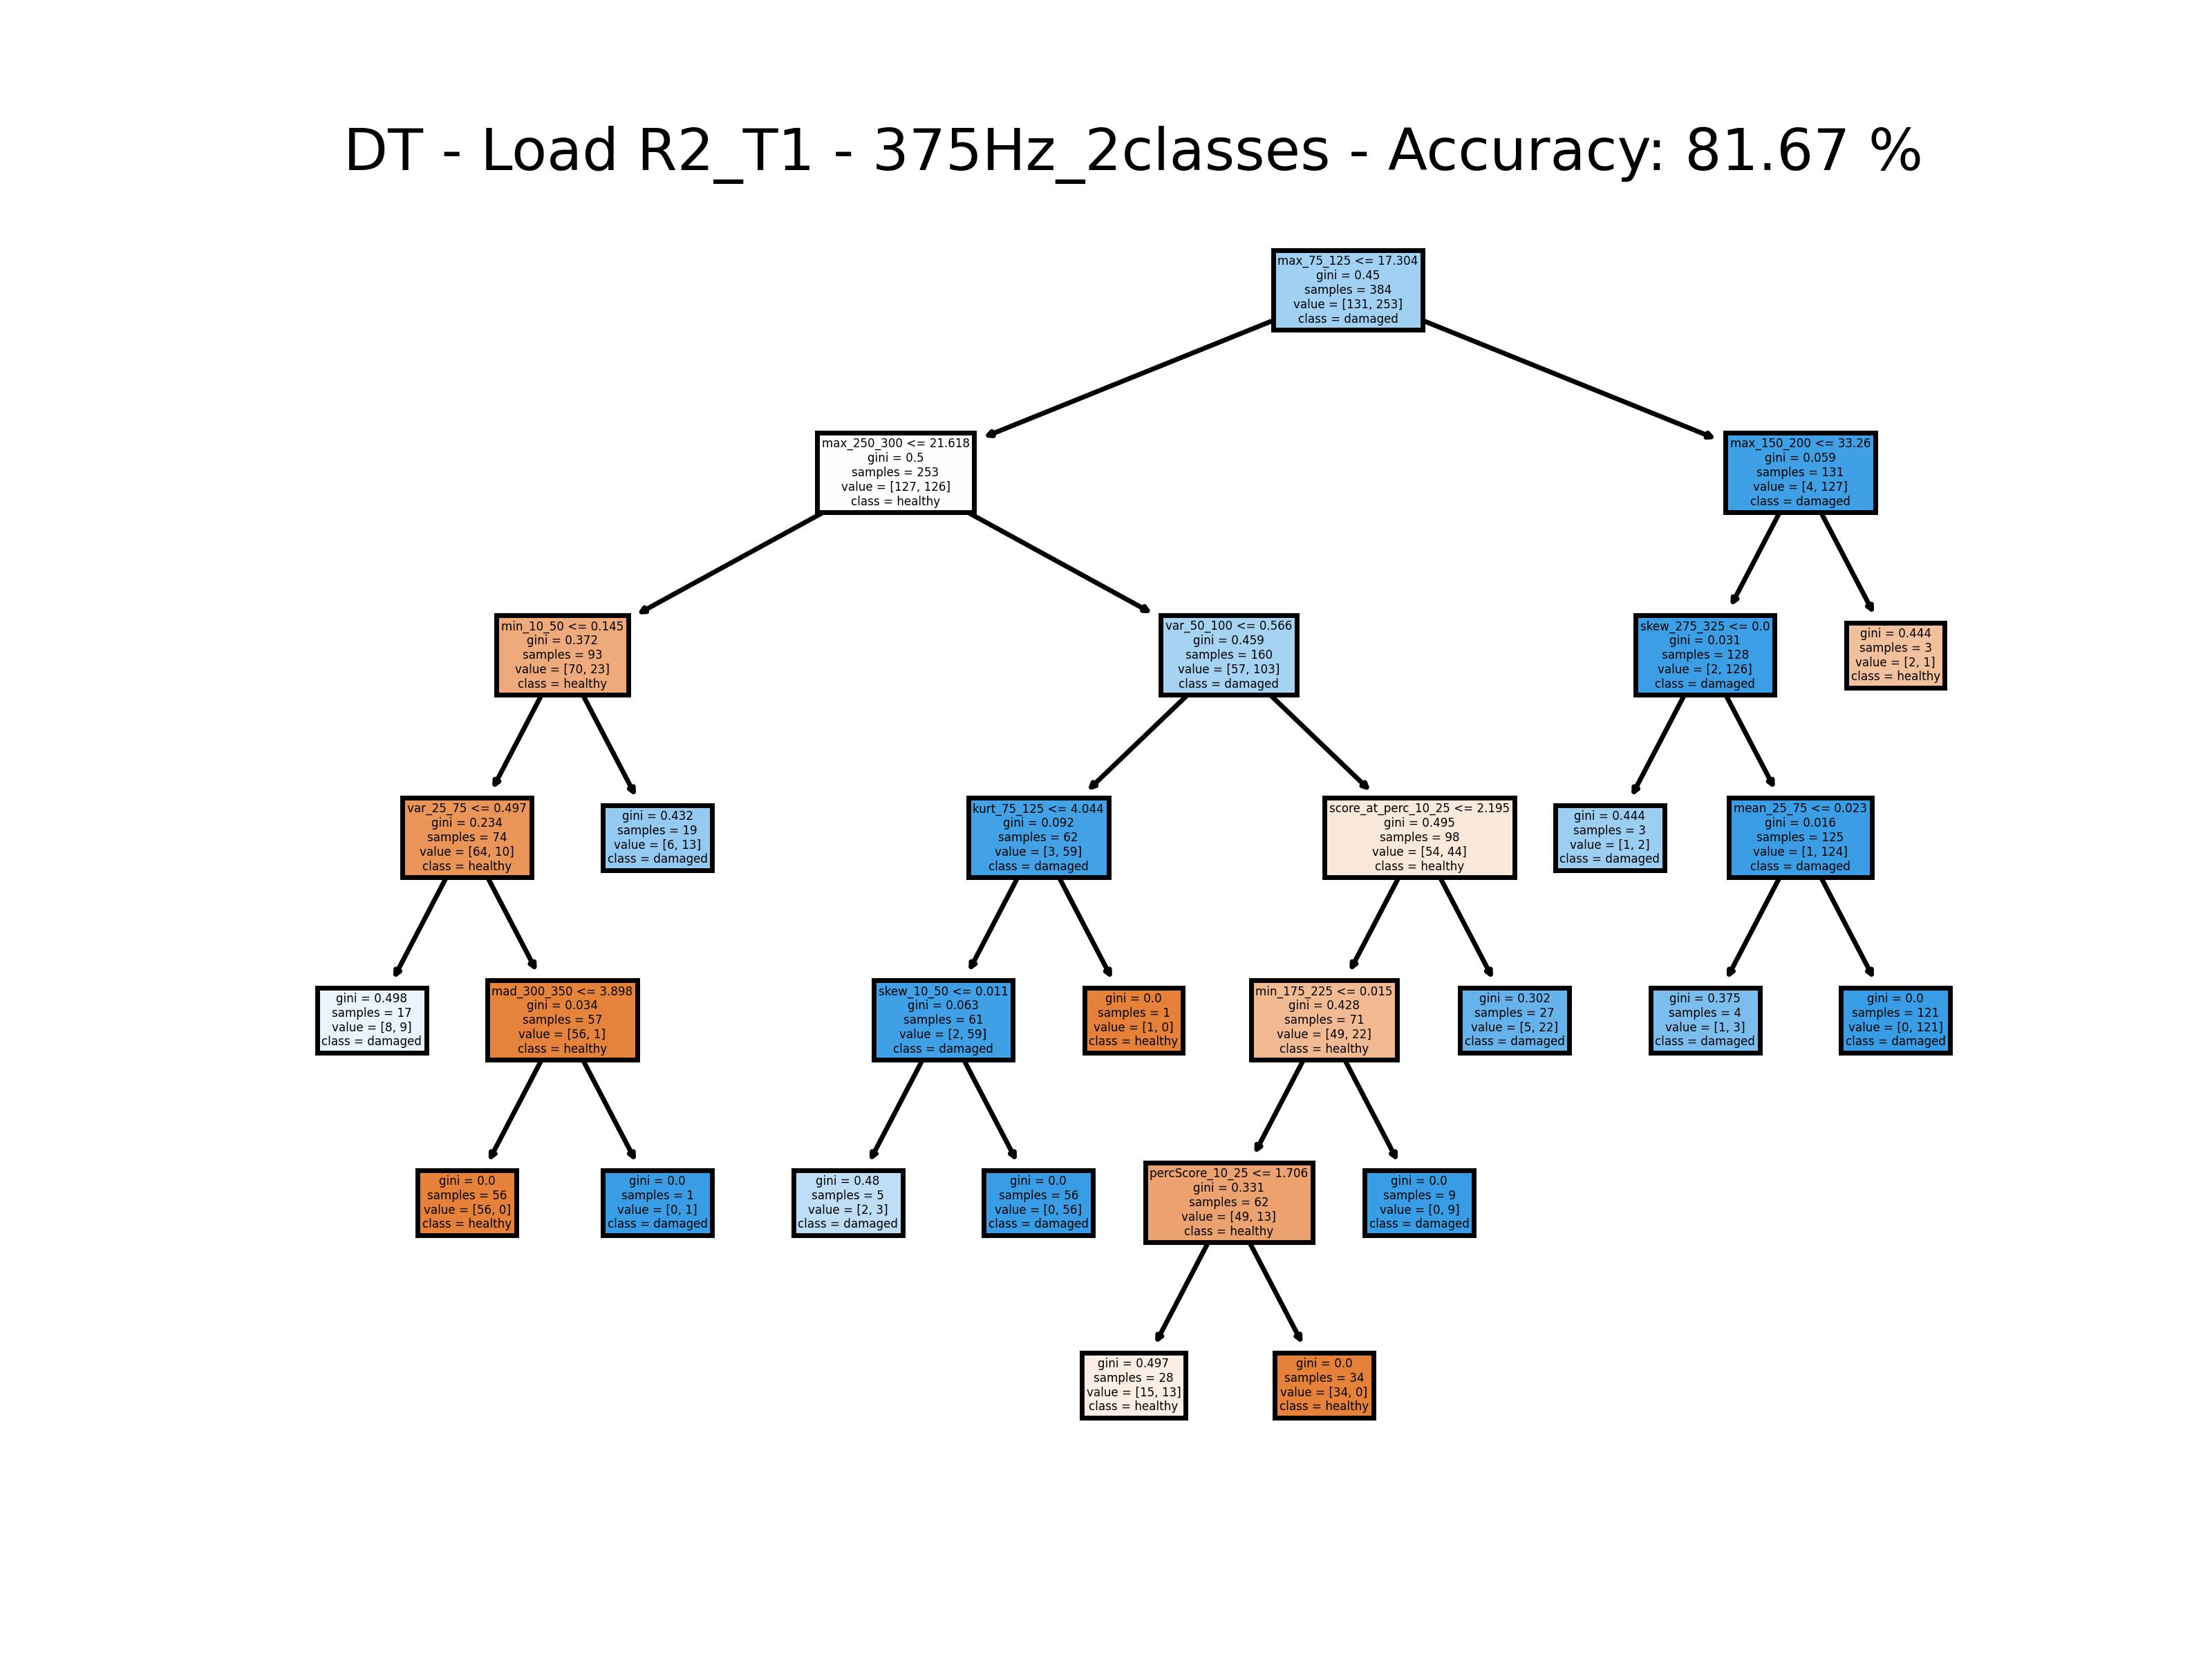 DT - Load R2_T1 - 375Hz_2classes - Accuracy: 81.67 %
max_75_125 <= 17.304
gini = 0.45
samples = 384
value = [131, 253]
class = damaged
max_250_300 <= 21.618
gini = 0.5
samples = 253
value = [127, 126]
class = healthy
max_150_200 <= 33.26
gini = 0.059
samples = 131
value = [4, 127]
class = damaged
min_10_50 <= 0.145
gini = 0.372
samples = 93
value = [70, 23]
class = healthy
var_50_100 <= 0.566
gini = 0.459
samples = 160
value = [57, 103]
class = damaged
skew_275_325 <= 0.0
gini = 0.031
samples = 128
value = [2, 126]
class = damaged
gini = 0.444
samples = 3
value = [2, 1]
class = healthy
var_25_75 <= 0.497
gini = 0.234
samples = 74
value = [64, 10]
class = healthy
gini = 0.432
samples = 19
value = [6, 13]
class = damaged
kurt_75_125 <= 4.044
gini = 0.092
samples = 62
value = [3, 59]
class = damaged
score_at_perc_10_25 <= 2.195
gini = 0.495
samples = 98
value = [54, 44]
class = healthy
gini = 0.444
samples = 3
value = [1, 2]
class = damaged
mean_25_75 <= 0.023
gini = 0.016
samples = 125
value = [1, 124]
class = damaged
gini = 0.498
samples = 17
value = [8, 9]
class = damaged
mad_300_350 <= 3.898
gini = 0.034
samples = 57
value = [56, 1]
class = healthy
skew_10_50 <= 0.011
gini = 0.063
samples = 61
value = [2, 59]
class = damaged
gini = 0.0
samples = 1
value = [1, 0]
class = healthy
min_175_225 <= 0.015
gini = 0.428
samples = 71
value = [49, 22]
class = healthy
gini = 0.302
samples = 27
value = [5, 22]
class = damaged
gini = 0.375
samples = 4
value = [1, 3]
class = damaged
gini = 0.0
samples = 121
value = [0, 121]
class = damaged
gini = 0.0
samples = 56
value = [56, 0]
class = healthy
gini = 0.0
samples = 1
value = [0, 1]
class = damaged
gini = 0.48
samples = 5
value = [2, 3]
class = damaged
gini = 0.0
samples = 56
value = [0, 56]
class = damaged
percScore_10_25 <= 1.706
gini = 0.331
samples = 62
value = [49, 13]
class = healthy
gini = 0.0
samples = 9
value = [0, 9]
class = damaged
gini = 0.497
samples = 28
value = [15, 13]
class = healthy
gini = 0.0
samples = 34
value = [34, 0]
class = healthy